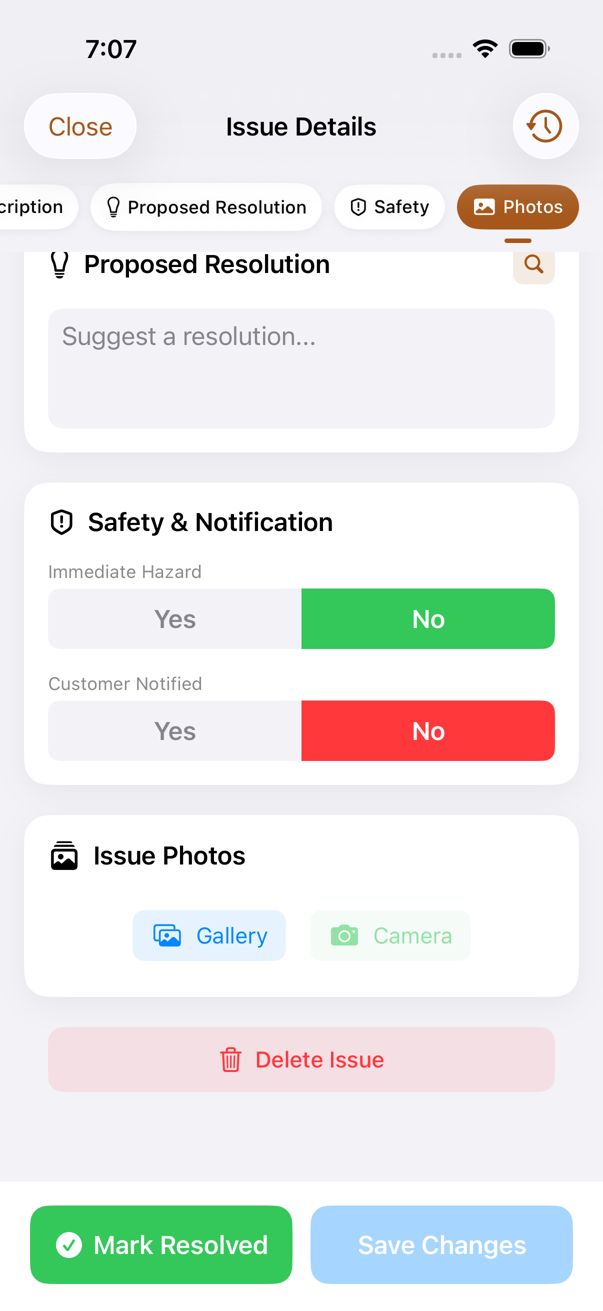 7:07
Close
Issue Details
cription
Proposed Resolution
Safety
Photos
Proposed Resolution
Suggest a resolution...
Safety & Notification
Immediate Hazard
Yes
No
Customer Notified
Yes
No
Issue Photos
Gallery
Camera
Delete Issue
Mark Resolved
Save Changes